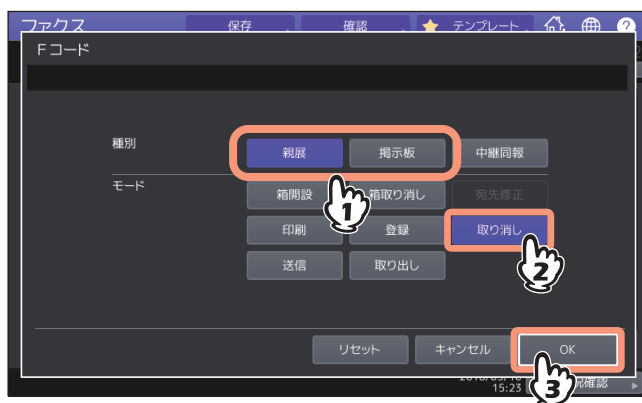 ファクス 保存 確認 テンプレート ?
Fコード
種別 親展 掲示板 中継同報
モード 箱開設 箱取り消し 宛先修正
1
印刷 登録 取り消し
2
送信 取り出し
リセット キャンセル OK
3
15:23 況確認